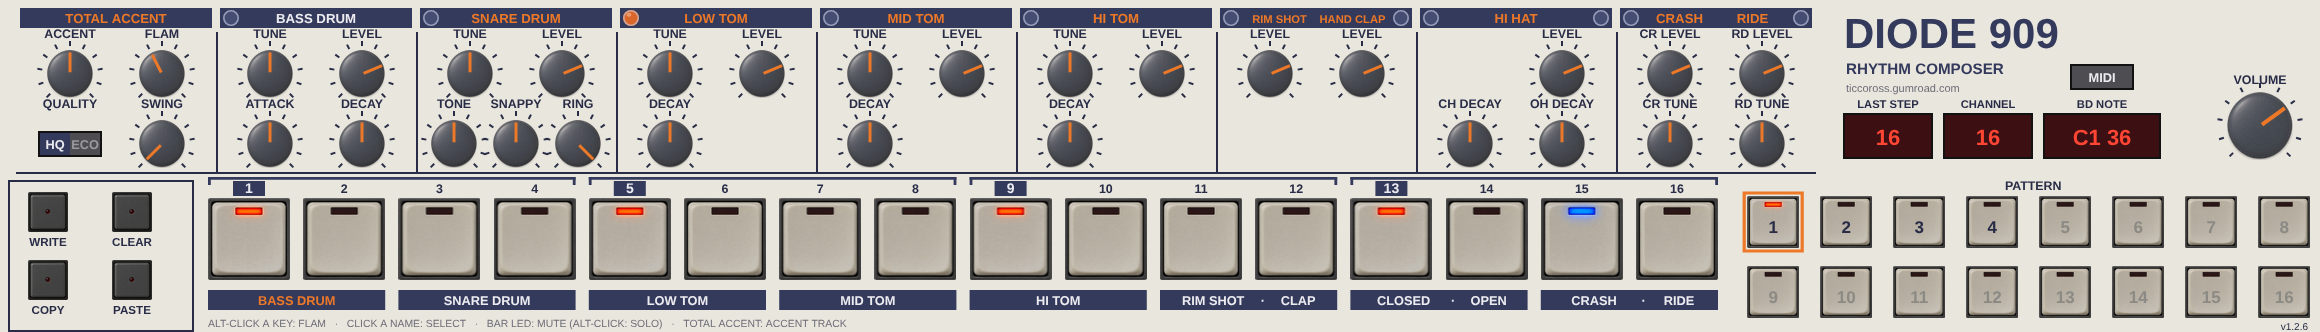 TOTAL ACCENT BASS DRUM SNARE DRUM LOW TOM MID TOM HI TOM RIM SHOT HAND CLAP HI HAT CRASH RIDE
ACCENT FLAM TUNE LEVEL TUNE LEVEL TUNE LEVEL TUNE LEVEL TUNE LEVEL LEVEL LEVEL LEVEL CR LEVEL RD LEVEL
QUALITY SWING ATTACK DECAY TONE SNAPPY RING DECAY DECAY DECAY CH DECAY OH DECAY CR TUNE RD TUNE
HQ ECO
DIODE 909
RHYTHM COMPOSER
MIDI
ticcoross.gumroad.com
VOLUME
LAST STEP CHANNEL BD NOTE
16 16 C1 36
WRITE CLEAR
COPY PASTE
1 2 3 4 5 6 7 8 9 10 11 12 13 14 15 16
BASS DRUM SNARE DRUM LOW TOM MID TOM HI TOM RIM SHOT · CLAP CLOSED · OPEN CRASH · RIDE
ALT-CLICK A KEY: FLAM · CLICK A NAME: SELECT · BAR LED: MUTE (ALT-CLICK: SOLO) · TOTAL ACCENT: ACCENT TRACK
PATTERN
1 2 3 4 5 6 7 8
9 10 11 12 13 14 15 16
v1.2.6